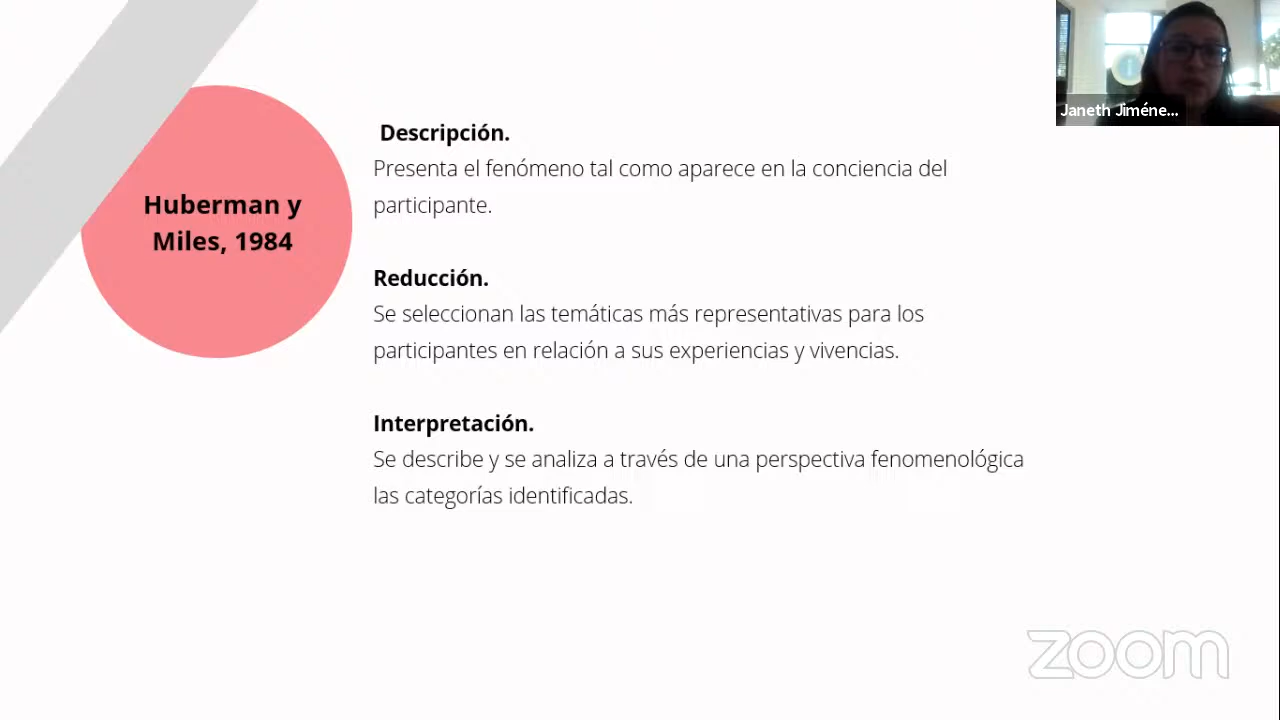 Huberman y
Miles, 1984
Descripción.
Presenta el fenómeno tal como aparece en la conciencia del
participante.
Reducción.
Se seleccionan las temáticas más representativas para los
participantes en relación a sus experiencias y vivencias.
Interpretación.
Se describe y se analiza a través de una perspectiva fenomenológica
las categorías identificadas.
Janeth Jiméne...
zoom